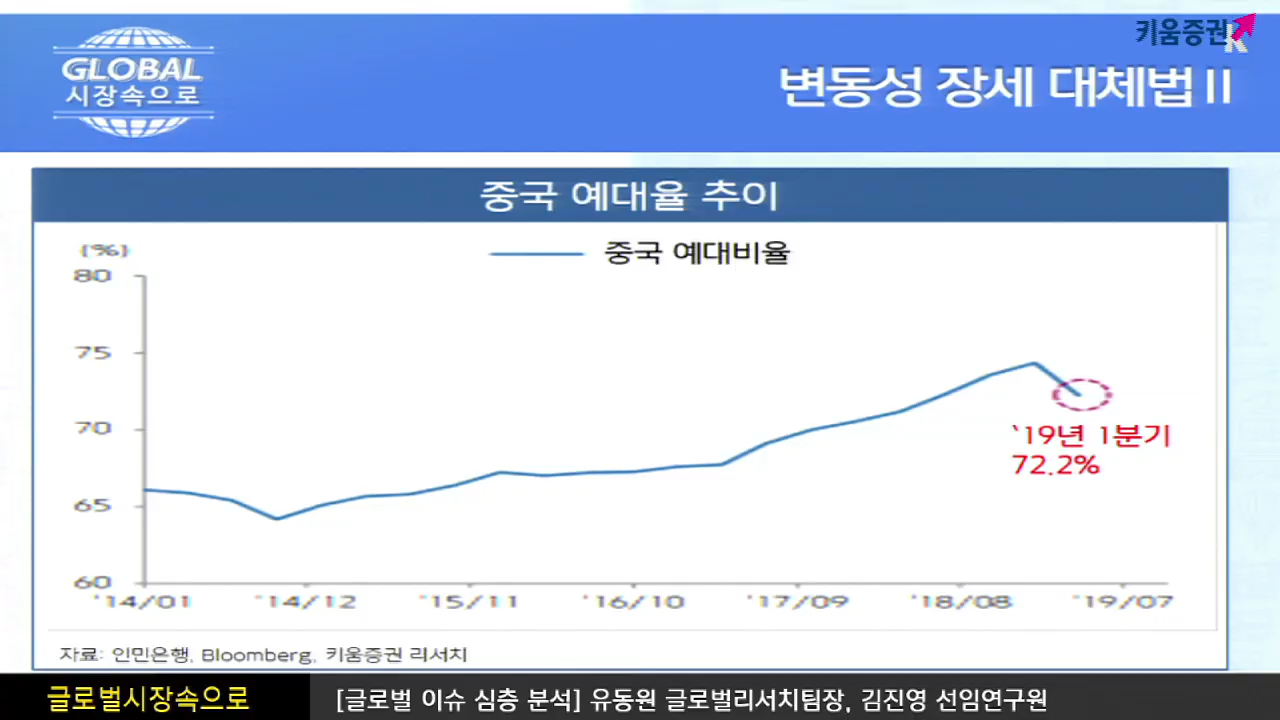 키움증권
K
GLOBAL
시장속으로
변동성 장세 대체법 II
중국 예대율 추이
(%)
중국 예대비율
80
75
70
65
60
`19년 1분기
72.2%
'14/01 '14/12 '15/11 '16/10 '17/09 '18/08 '19/07
자료: 인민은행, Bloomberg, 키움증권 리서치
글로벌시장속으로
[글로벌 이슈 심층 분석] 유동원 글로벌리서치팀장, 김진영 선임연구원